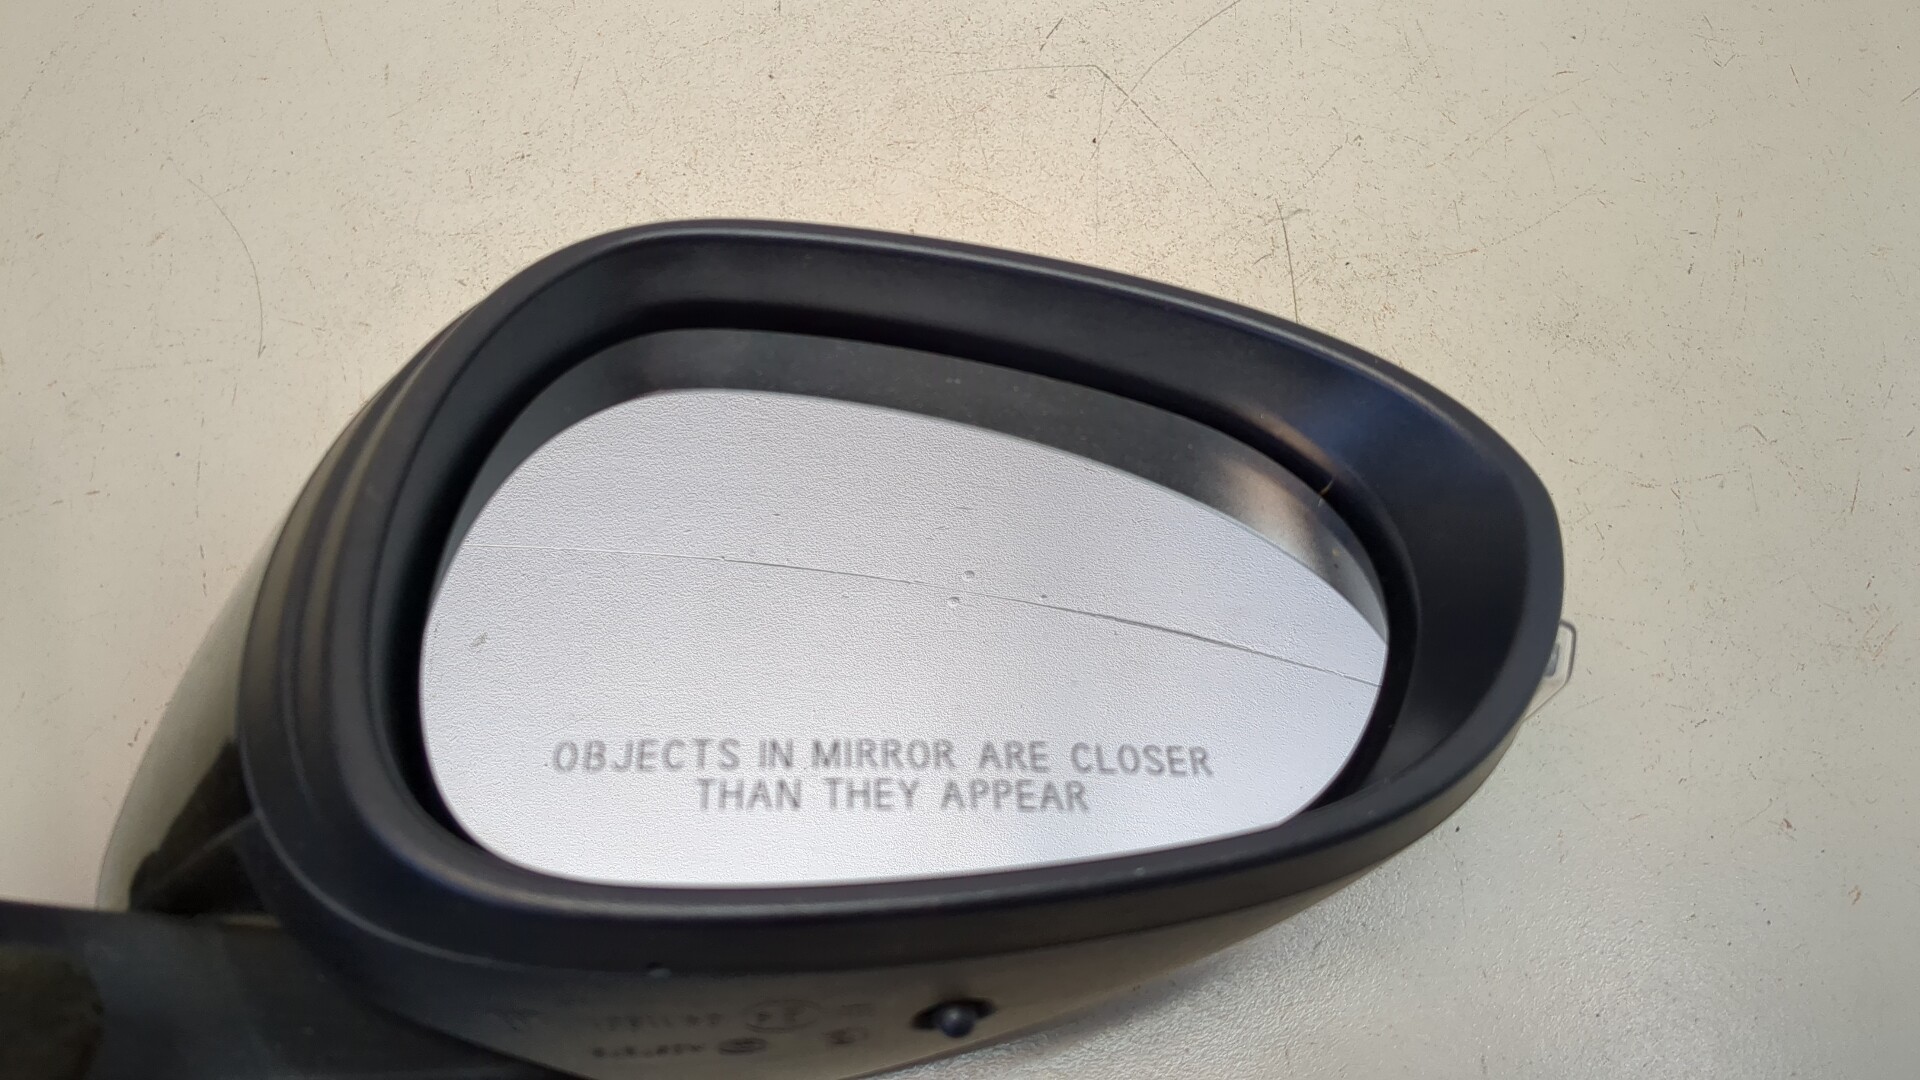 OBJECTS IN MIRROR ARE CLOSER
THAN THEY APPEAR